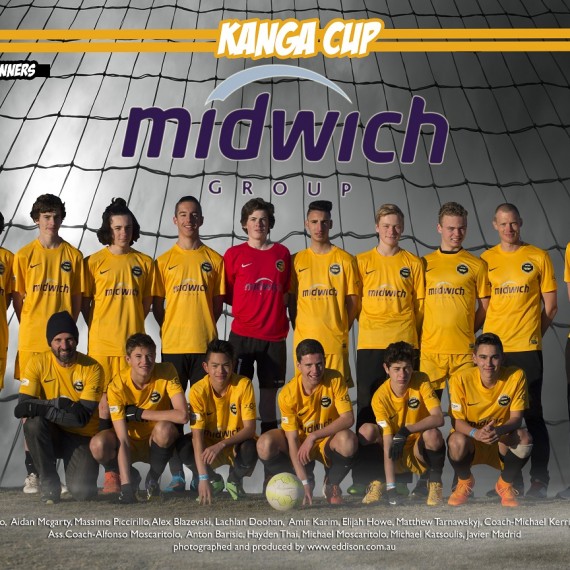 KANGA CUP
NNERS
midwich
GROUP
midwich
midwich
midwich
midwich
midwich
midwich
midwich
o, Aidan Mcgarty, Massimo Piccirillo, Alex Blazevski, Lachlan Doohan, Amir Karim, Elijah Howe, Matthew Tarnawskyj, Coach-Michael Kerri
Ass.Coach-Alfonso Moscaritolo, Anton Barisic, Hayden Thai, Michael Moscaritolo, Michael Katsoulis, Javier Madrid
photographed and produced by www.eddison.com.au